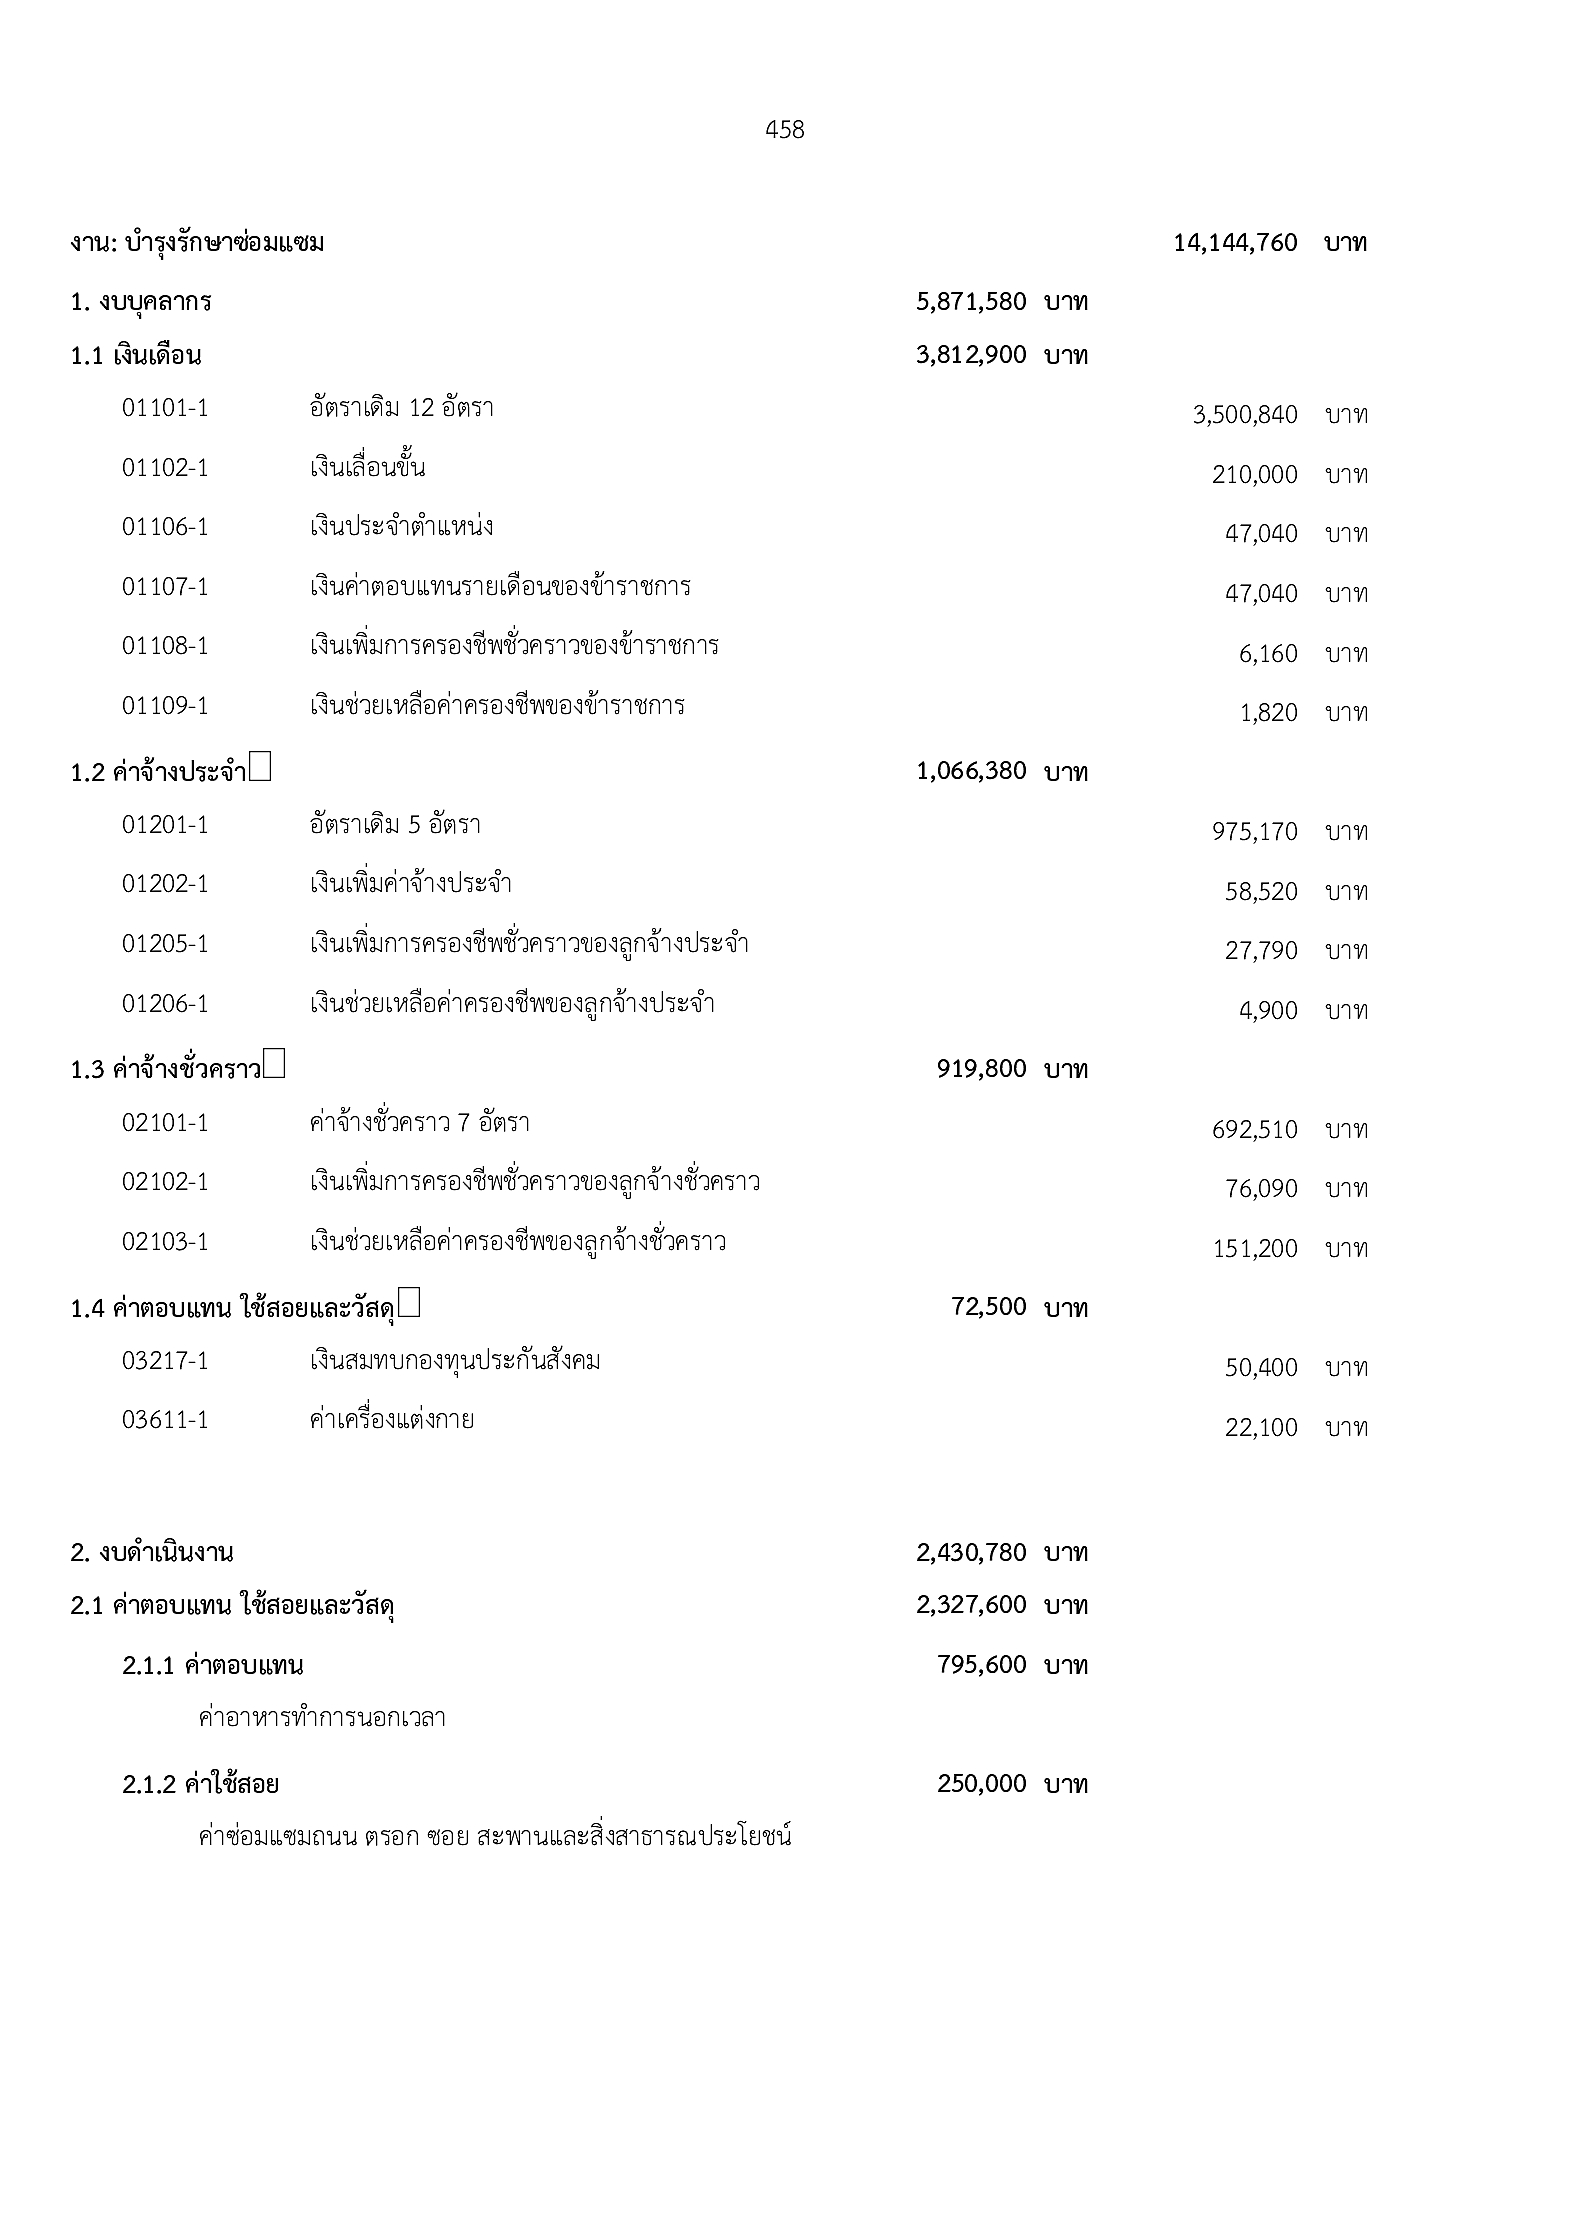 458
งาน: บำรุงรักษาซ่อมแซม 14,144,760 บาท
1. งบบุคลากร 5,871,580 บาท
1.1 เงินเดือน 3,812,900 บาท
01101-1 อัตราเดิม 12 อัตรา 3,500,840 บาท
01102-1 เงินเลื่อนขั้น 210,000 บาท
01106-1 เงินประจำตำแหน่ง 47,040 บาท
01107-1 เงินค่าตอบแทนรายเดือนของข้าราชการ 47,040 บาท
01108-1 เงินเพิ่มการครองชีพชั่วคราวของข้าราชการ 6,160 บาท
01109-1 เงินช่วยเหลือค่าครองชีพของข้าราชการ 1,820 บาท
1.2 ค่าจ้างประจำ 1,066,380 บาท
01201-1 อัตราเดิม 5 อัตรา 975,170 บาท
01202-1 เงินเพิ่มค่าจ้างประจำ 58,520 บาท
01205-1 เงินเพิ่มการครองชีพชั่วคราวของลูกจ้างประจำ 27,790 บาท
01206-1 เงินช่วยเหลือค่าครองชีพของลูกจ้างประจำ 4,900 บาท
1.3 ค่าจ้างชั่วคราว 919,800 บาท
02101-1 ค่าจ้างชั่วคราว 7 อัตรา 692,510 บาท
02102-1 เงินเพิ่มการครองชีพชั่วคราวของลูกจ้างชั่วคราว 76,090 บาท
02103-1 เงินช่วยเหลือค่าครองชีพของลูกจ้างชั่วคราว 151,200 บาท
1.4 ค่าตอบแทน ใช้สอยและวัสดุ 72,500 บาท
03217-1 เงินสมทบกองทุนประกันสังคม 50,400 บาท
03611-1 ค่าเครื่องแต่งกาย 22,100 บาท
2. งบดำเนินงาน 2,430,780 บาท
2.1 ค่าตอบแทน ใช้สอยและวัสดุ 2,327,600 บาท
2.1.1 ค่าตอบแทน 795,600 บาท
ค่าอาหารทำการนอกเวลา
2.1.2 ค่าใช้สอย 250,000 บาท
ค่าซ่อมแซมถนน ตรอก ซอย สะพานและสิ่งสาธารณประโยชน์